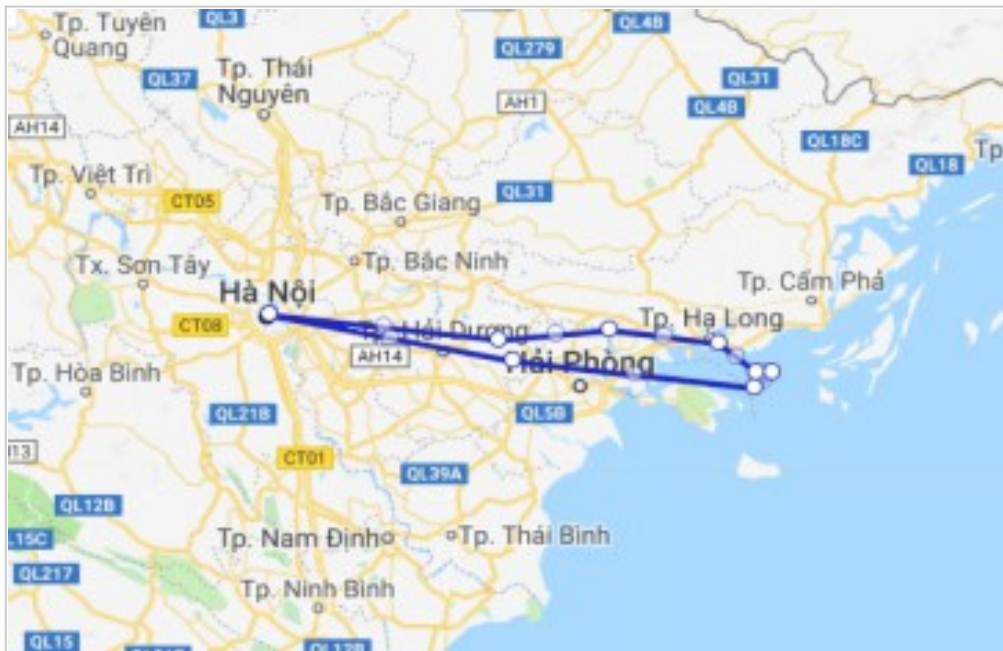 Tp. Tuyên
Quang
QL3
QL4B
QL279
QL31
QL37
Tp. Thái
Nguyên
AH1
QL4B
AH14
QL18C
QL18
Tp. Việt Trì
CT05
QL31
Tp. Bắc Giang
Tx. Sơn Tây
Tp. Bắc Ninh
Hà Nội
Tp. Cẩm Phả
CT08
Tp. Hải Dương
Tp. Hạ Long
AH14
Hải Phòng
Tp. Hòa Bình
QL21B
QL5B
CT01
QL39A
QL12B
QL15C
Tp. Nam Định
Tp. Thái Bình
QL217
Tp. Ninh Bình
QL15
QL12B